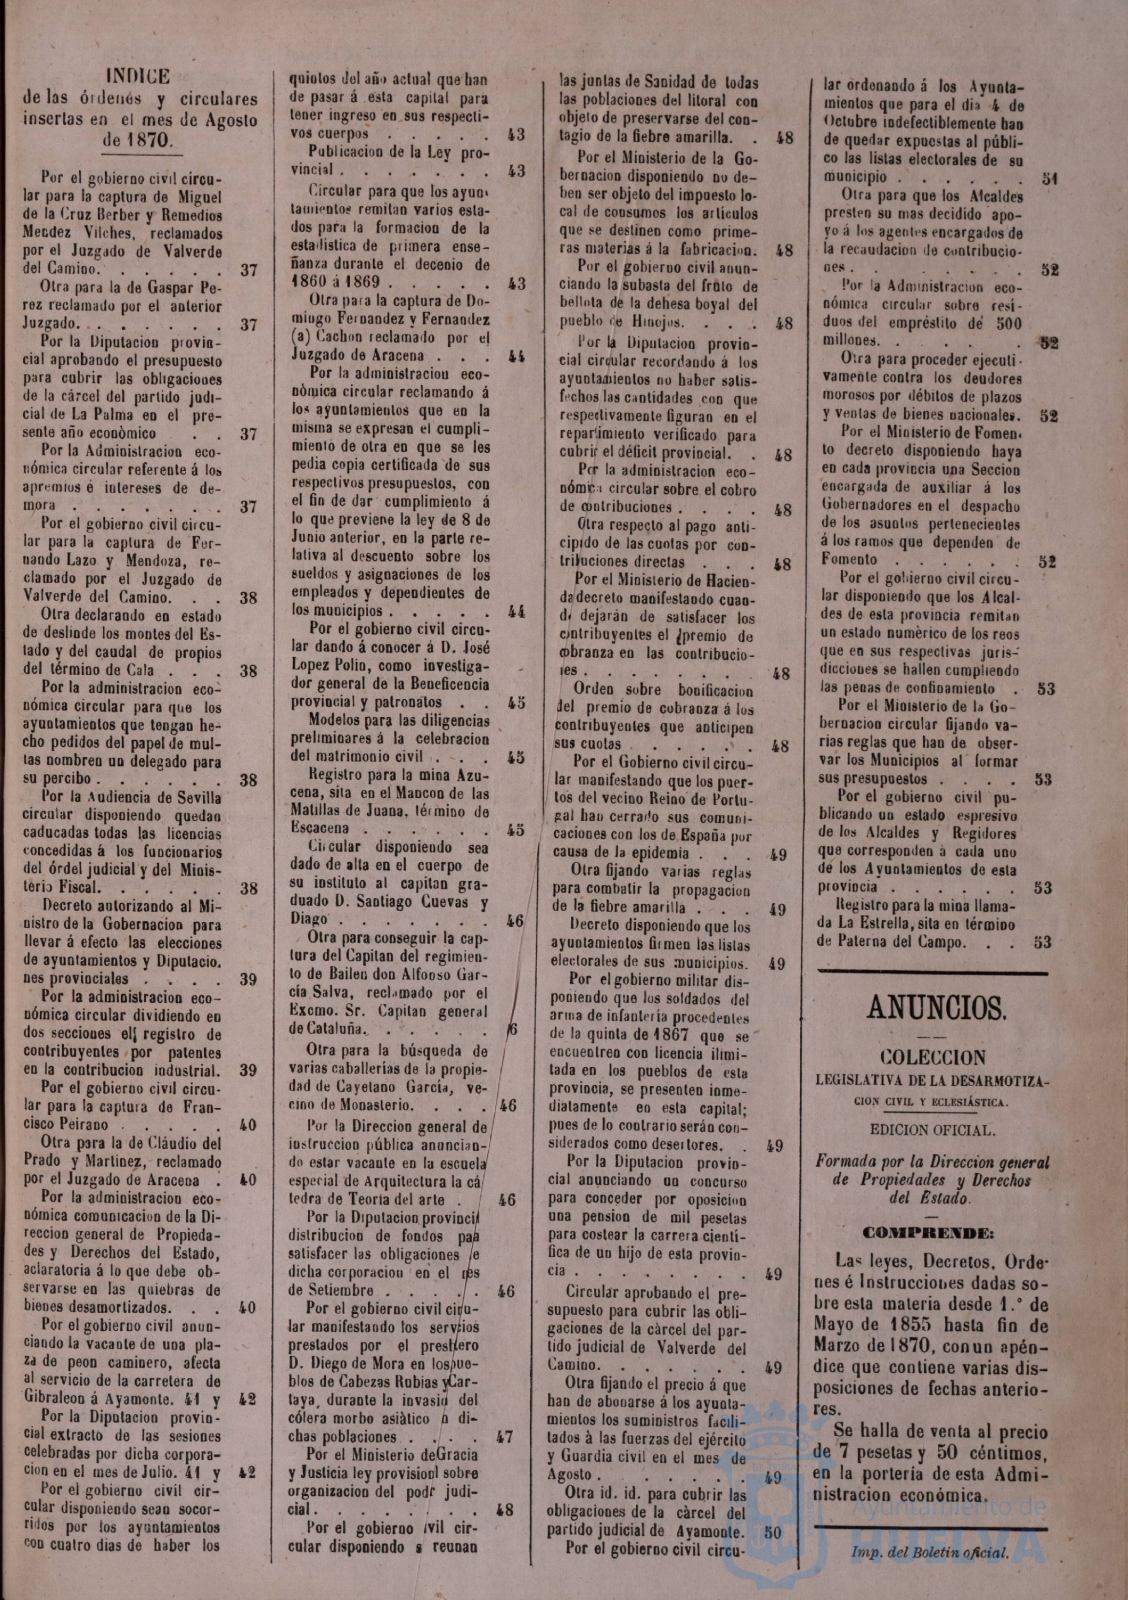 INDICE
de las órdenes y circulares
insertas en el mes de Agosto
de 1870.
Por el gobierno civil circu-
lar para la captura de Miguel
de la Cruz Berber y Remedios
Mendez Vilches, reclamados
por el Juzgado de Valverde
del Camino. . . . . . 37
Otra para la de Gaspar Pe-
rez reclamado por el anterior
Juzgado. . . . . . . 37
Por la Diputacion provin-
cial aprobando el presupuesto
para cubrir las obligaciones
de la cárcel del partido judi-
cial de La Palma en el pre-
sente año económico . . 37
Por la Administracion eco-
nómica circular referente á los
apremios é intereses de de-
mora . . . . . . . 37
Por el gobierno civil circu-
lar para la captura de Fer-
nando Lazo y Mendoza, re-
clamado por el Juzgado de
Valverde del Camino. . . 38
Otra declarando en estado
de deslinde los montes del Es-
tado y del caudal de propios
del término de Cala . . . 38
Por la administracion eco-
nómica circular para que los
ayuntamientos que tengan he-
cho pedidos del papel de mul-
tas nombren un delegado para
su percibo . . . . . . 38
Por la Audiencia de Sevilla
circular disponiendo quedan
caducadas todas las licencias
concedidas á los funcionarios
del órdel judicial y del Minis-
terio Fiscal. . . . . . 38
Decreto autorizando al Mi-
nistro de la Gobernacion para
llevar á efecto las elecciones
de ayuntamientos y Diputacio.
nes provinciales . . . . 39
Por la administracion eco-
nómica circular dividiendo en
dos secciones el registro de
contribuyentes por patentes
en la contribucion industrial. 39
Por el gobierno civil circu-
lar para la captura de Fran-
cisco Peirano . . . . . 40
Otra para la de Cláudio del
Prado y Martinez, reclamado
por el Juzgado de Aracena . 40
Por la administracion eco-
nómica comunicacion de la Di-
reccion general de Propieda-
des y Derechos del Estado,
aclaratoria á lo que debe ob-
servarse en las quiebras de
bienes desamortizados. . . 40
Por el gobierno civil anun-
ciando la vacante de una pla-
za de peon caminero, afecta
al servicio de la carretera de
Gibraleon á Ayamonte. 41 y 42
Por la Diputacion provin-
cial extracto de las sesiones
celebradas por dicha corpora-
cion en el mes de Julio. 41 y 42
Por el gobierno civil cir-
cular disponiendo sean socor-
ridos por los ayuntamientos
con cuatro dias de haber los
quintos del año actual que han
de pasar á esta capital para
tener ingreso en sus respecti-
vos cuerpos . . . . . 43
Publicacion de la Ley pro-
vincial . . . . . . . 43
Circular para que los ayun-
tamientos remitan varios esta-
dos para la formacion de la
estadistica de primera ense-
ñanza durante el decenio de
1860 á 1869 . . . . . 43
Otra para la captura de Do-
mingo Fernandez y Fernandez
(a) Cachon reclamado por el
Juzgado de Aracena . . . 44
Por la administracion eco-
nómica circular reclamando á
los ayuntamientos que en la
misma se expresan el cumpli-
miento de otra en que se les
pedia copia certificada de sus
respectivos presupuestos, con
el fin de dar cumplimiento á
lo que previene la ley de 8 de
Junio anterior, en la parte re-
lativa al descuento sobre los
sueldos y asignaciones de los
empleados y dependientes de
los municipios . . . . . 44
Por el gobierno civil circu-
lar dando á conocer á D. José
Lopez Polin, como investiga-
dor general de la Beneficencia
provincial y patronatos . . 45
Modelos para las diligencias
preliminares á la celebracion
del matrimonio civil . . . 45
Registro para la mina Azu-
cena, sita en el Mancon de las
Matillas de Juana, término de
Escacena . . . . . . 45
Circular disponiendo sea
dado de alta en el cuerpo de
su instituto al capitan gra-
duado D. Santiago Cuevas y
Diago . . . . . . . 46
Otra para conseguir la cap-
tura del Capitan del regimien-
to de Bailen don Alfonso Gar-
cía Salva, reclamado por el
Excmo. Sr. Capitan general
de Cataluña. . . . . . 6
Otra para la búsqueda de
varias caballerías de la propie-
dad de Cayetano García, ve-
cino de Monasterio. . . . 46
Por la Direccion general de
instruccion pública anuncian-
do estar vacante en la escuela
especial de Arquitectura la cá
tedra de Teoria del arte . . 46
Por la Diputacion provincial
distribucion de fondos para
satisfacer las obligaciones de
dicha corporacion en el mes
de Setiembre . . . . . 46
Por el gobierno civil circu-
lar manifestando los servicios
prestados por el presbítero
D. Diego de Mora en los pue-
blos de Cabezas Rubias y Car-
taya, durante la invasion del
cólera morbo asiàtico en di-
chas poblaciones . . . . 47
Por el Ministerio de Gracia
y Justicia ley provisional sobre
organizacion del poder judi-
cial. . . . . . . . 48
Por el gobierno civil cir-
cular disponiendo se reunan
las juntas de Sanidad de todas
las poblaciones del litoral con
objeto de preservarse del con-
tagio de la fiebre amarilla. . 48
Por el Ministerio de la Go-
bernacion disponiendo no de-
ben ser objeto del impuesto lo-
cal de consumos los artículos
que se destinen como prime-
ras materias á la fabricacion. 48
Por el gobierno civil anun-
ciando la subasta del fruto de
bellota de la dehesa boyal del
pueblo de Hinojos. . . . 48
Por la Diputacion provin-
cial circular recordando á los
ayuntamientos no haber satis-
fechos las cantidades con que
respectivamente figuran en el
repartimiento verificado para
cubrir el déficit provincial. . 48
Por la administracion eco-
nómica circular sobre el cobro
de contribuciones . . . . 48
Otra respecto al pago anti-
cipido de las cuotas por con-
tribuciones directas . . . 48
Por el Ministerio de Hacien-
da decreto manifestando cuan-
do dejarán de satisfacer los
contribuyentes el premio de
cobranza en las contribucio-
nes . . . . . . . . 48
Orden sobre bonificacion
del premio de cobranza á los
contribuyentes que anticipen
sus cuotas . . . . . . 48
Por el Gobierno civil circu-
lar manifestando que los puer-
tos del vecino Reino de Portu-
gal han cerrado sus comuni-
caciones con los de España por
causa de la epidemia . . . 49
Otra fijando varias reglas
para combatir la propagacion
de la fiebre amarilla . . . 49
Decreto disponiendo que los
ayuntamientos firmen las listas
electorales de sus municipios. 49
Por el gobierno militar dis-
poniendo que los soldados del
arma de infantería procedentes
de la quinta de 1867 que se
encuentren con licencia ilimi-
tada en los pueblos de esta
provincia, se presenten inme-
diatamente en esta capital;
pues de lo contrario serán con-
siderados como desertores. . 49
Por la Diputacion provin-
cial anunciando un concurso
para conceder por oposicion
una pension de mil pesetas
para costear la carrera cientí-
fica de un hijo de esta provin-
cia . . . . . . . . 49
Circular aprobando el pre-
supuesto para cubrir las obli-
gaciones de la càrcel del par-
tido judicial de Valverde del
Camino. . . . . . . 49
Otra fijando el precio á que
han de abonarse á los ayunta-
mientos los suministros facili-
tados á las fuerzas del ejército
y Guardia civil en el mes de
Agosto . . . . . . . 49
Otra id. id. para cubrir las
obligaciones de la càrcel del
partido judicial de Ayamonte. 50
Por el gobierno civil circu-
lar ordenando á los Ayunta-
mientos que para el dia 4 de
Octubre indefectiblemente han
de quedar expuestas al públi-
co las listas electorales de su
municipio . . . . . . 51
Otra para que los Alcaldes
presten su mas decidido apo-
yo á los agentes encargados de
la recaudacion de contribucio-
nes . . . . . . . . 52
Por la Administracion eco-
nómica circular sobre resi-
duos del empréstito de 500
millones. . . . . . . 52
Otra para proceder ejecuti-
vamente contra los deudores
morosos por débitos de plazos
y ventas de bienes nacionales. 52
Por el Ministerio de Fomen-
to decreto disponiendo haya
en cada provincia una Seccion
encargada de auxiliar á los
Gobernadores en el despacho
de los asuntos pertenecientes
á los ramos que dependen de
Fomento . . . . . . 52
Por el gobierno civil circu-
lar disponiendo que los Alcal-
des de esta provincia remitan
un estado numèrico de los reos
que en sus respectivas juris-
dicciones se hallen cumpliendo
las penas de confinamiento . 53
Por el Ministerio de la Go-
bernacion circular fijando va-
rias reglas que han de obser-
var los Municipios al formar
sus presupuestos . . . . 53
Por el gobierno civil pu-
blicando un estado espresivo
de los Alcaldes y Regidores
que corresponden à cada uno
de los Ayuntamientos de esta
provincia . . . . . . 53
Registro para la mina llama-
da La Estrella, sita en término
de Paterna del Campo. . . 53
ANUNCIOS.
COLECCION
LEGISLATIVA DE LA DESARMOTIZA-
CION CIVIL Y ECLESIÁSTICA.
EDICION OFICIAL.
Formada por la Direccion general
de Propiedades y Derechos
del Estado.
COMPRENDE:
Las leyes, Decretos, Orde-
nes é Instrucciones dadas so-
bre esta materia desde 1.° de
Mayo de 1855 hasta fin de
Marzo de 1870, con un apén-
dice que contiene varias dis-
posiciones de fechas anterio-
res.
Se halla de venta al precio
de 7 pesetas y 50 céntimos,
en la porteria de esta Admi-
nistracion económica.
Imp. del Boletin oficial.
Ayuntamiento de
HUELVA